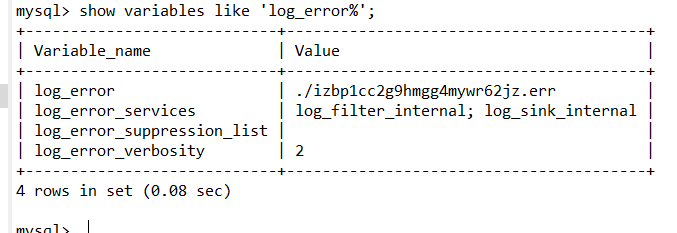 mysql> show variables like 'log_error%';
+----------------------------+----------------------------------------+
| Variable_name | Value |
+----------------------------+----------------------------------------+
| log_error | ./izbp1cc2g9hmgg4mywr62jz.err |
| log_error_services | log_filter_internal; log_sink_internal |
| log_error_suppression_list | |
| log_error_verbosity | 2 |
+----------------------------+----------------------------------------+
4 rows in set (0.08 sec)
mysql>